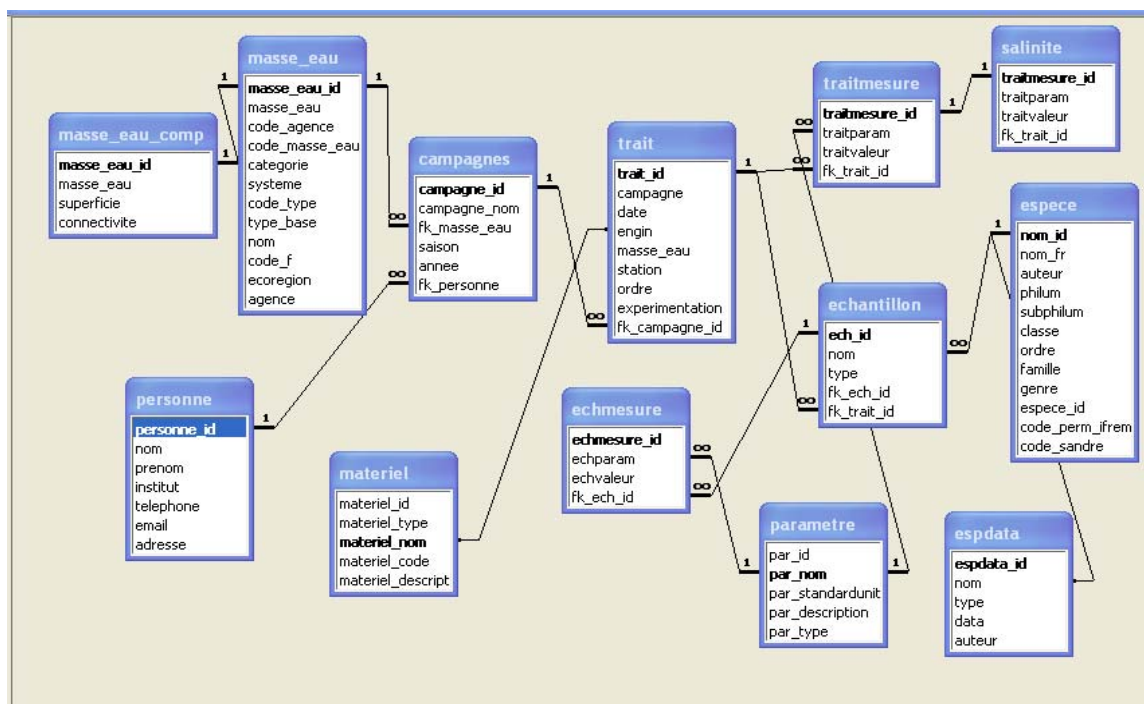 masse_eau
masse_eau_id
masse_eau
code_agence
code_masse_eau
categorie
systeme
code_type
type_base
nom
code_f
ecoregion
agence
masse_eau_comp
masse_eau_id
masse_eau
superficie
connectivite
campagnes
campagne_id
campagne_nom
fk_masse_eau
saison
annee
fk_personne
trait
trait_id
campagne
date
engin
masse_eau
station
ordre
experimentation
fk_campagne_id
traitmesure
traitmesure_id
traitparam
traitvaleur
fk_trait_id
salinite
traitmesure_id
traitparam
traitvaleur
fk_trait_id
espece
nom_id
nom_fr
auteur
philum
subphilum
classe
ordre
famille
genre
espece_id
code_perm_ifrem
code_sandre
echantillon
ech_id
nom
type
fk_ech_id
fk_trait_id
personne
personne_id
nom
prenom
institut
telephone
email
adresse
materiel
materiel_id
materiel_type
materiel_nom
materiel_code
materiel_descript
echmesure
echmesure_id
echparam
echvaleur
fk_ech_id
parametre
par_id
par_nom
par_standardunit
par_description
par_type
espdata
espdata_id
nom
type
data
auteur
1
1
1
∞
∞
1
1
∞
1
∞
∞
1
1
1
∞
1
∞
∞
∞
1
1
1
∞